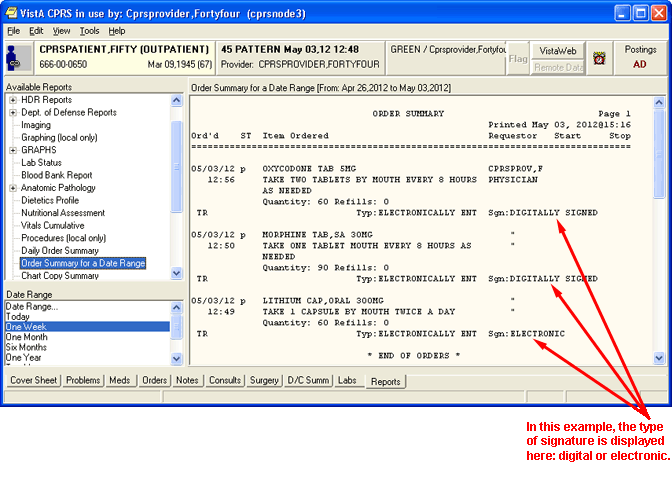 VistA CPRS in use by: Cprsprovider,Fortyfour (cprsnode3)
File Edit View Tools Help
CPRSPATIENT,FIFTY (OUTPATIENT)
666-00-0650 Mar 09,1945 (67)
45 PATTERN May 03,12 12:48
Provider: CPRSPROVIDER,FORTYFOUR
GREEN / Cprsprovider,Fortyfou
Flag
VistaWeb
Remote Data
Postings
AD
Available Reports
HDR Reports
Dept. of Defense Reports
Imaging
Graphing (local only)
GRAPHS
Lab Status
Blood Bank Report
Anatomic Pathology
Dietetics Profile
Nutritional Assessment
Vitals Cumulative
Procedures (local only)
Daily Order Summary
Order Summary for a Date Range
Chart Copy Summary
Date Range
Date Range...
Today
One Week
One Month
Six Months
One Year
Order Summary for a Date Range [From: Apr 26,2012 to May 03,2012]
ORDER SUMMARY Page 1
Printed May 03, 2012@15:16
Ord'd ST Item Ordered Requestor Start Stop
==============================================================================
05/03/12 p OXYCODONE TAB 5MG CPRSPROV,F
12:56 TAKE TWO TABLETS BY MOUTH EVERY 8 HOURS PHYSICIAN
AS NEEDED
Quantity: 60 Refills: 0
TR Typ:ELECTRONICALLY ENT Sgn:DIGITALLY SIGNED
05/03/12 p MORPHINE TAB,SA 30MG "
12:50 TAKE ONE TABLET MOUTH EVERY 8 HOURS AS "
NEEDED
Quantity: 90 Refills: 0
TR Typ:ELECTRONICALLY ENT Sgn:DIGITALLY SIGNED
05/03/12 p LITHIUM CAP,ORAL 300MG "
12:49 TAKE 1 CAPSULE BY MOUTH TWICE A DAY "
Quantity: 60 Refills: 0
TR Typ:ELECTRONICALLY ENT Sgn:ELECTRONIC
* END OF ORDERS *
Cover Sheet Problems Meds Orders Notes Consults Surgery D/C Summ Labs Reports
In this example, the type
of signature is displayed
here: digital or electronic.